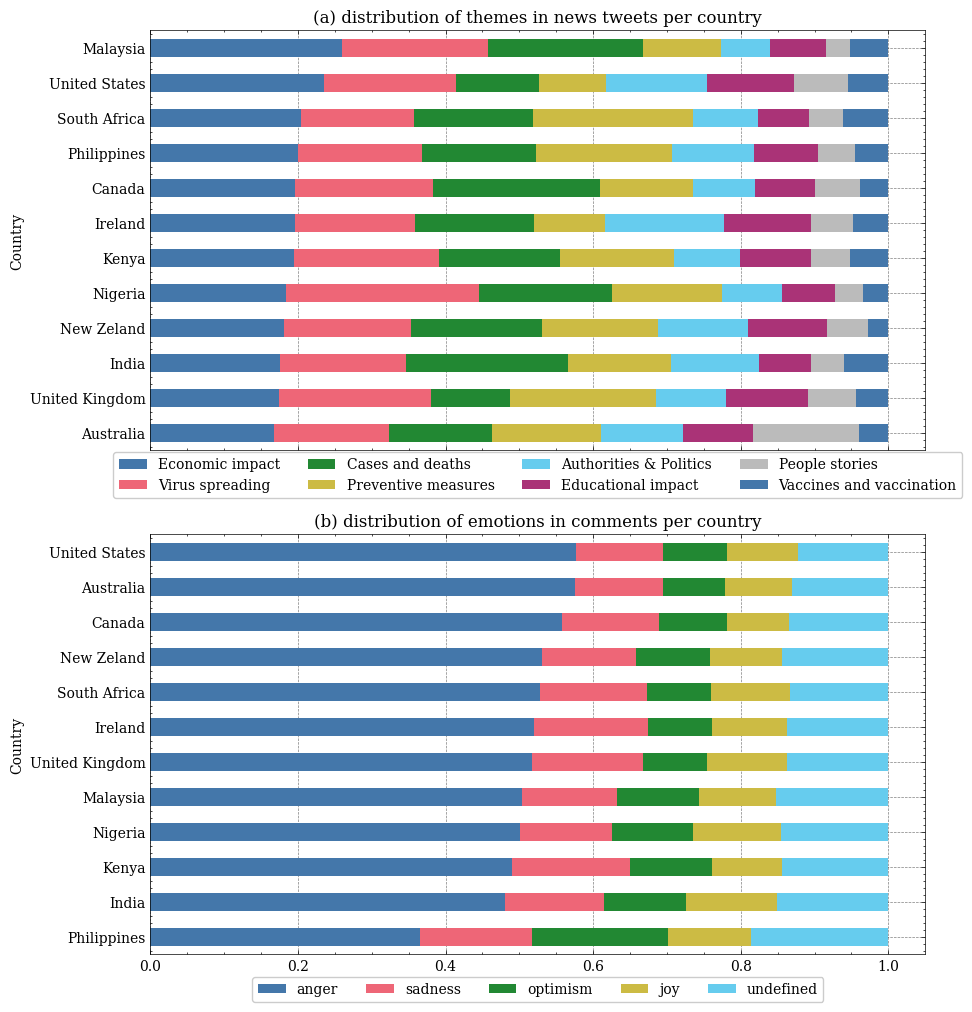 (a) distribution of themes in news tweets per country
Country
Malaysia
United States
South Africa
Philippines
Canada
Ireland
Kenya
Nigeria
New Zeland
India
United Kingdom
Australia
Economic impact Cases and deaths Authorities & Politics People stories
Virus spreading Preventive measures Educational impact Vaccines and vaccination
(b) distribution of emotions in comments per country
Country
United States
Australia
Canada
New Zeland
South Africa
Ireland
United Kingdom
Malaysia
Nigeria
Kenya
India
Philippines
0.0 0.2 0.4 0.6 0.8 1.0
anger sadness optimism joy undefined